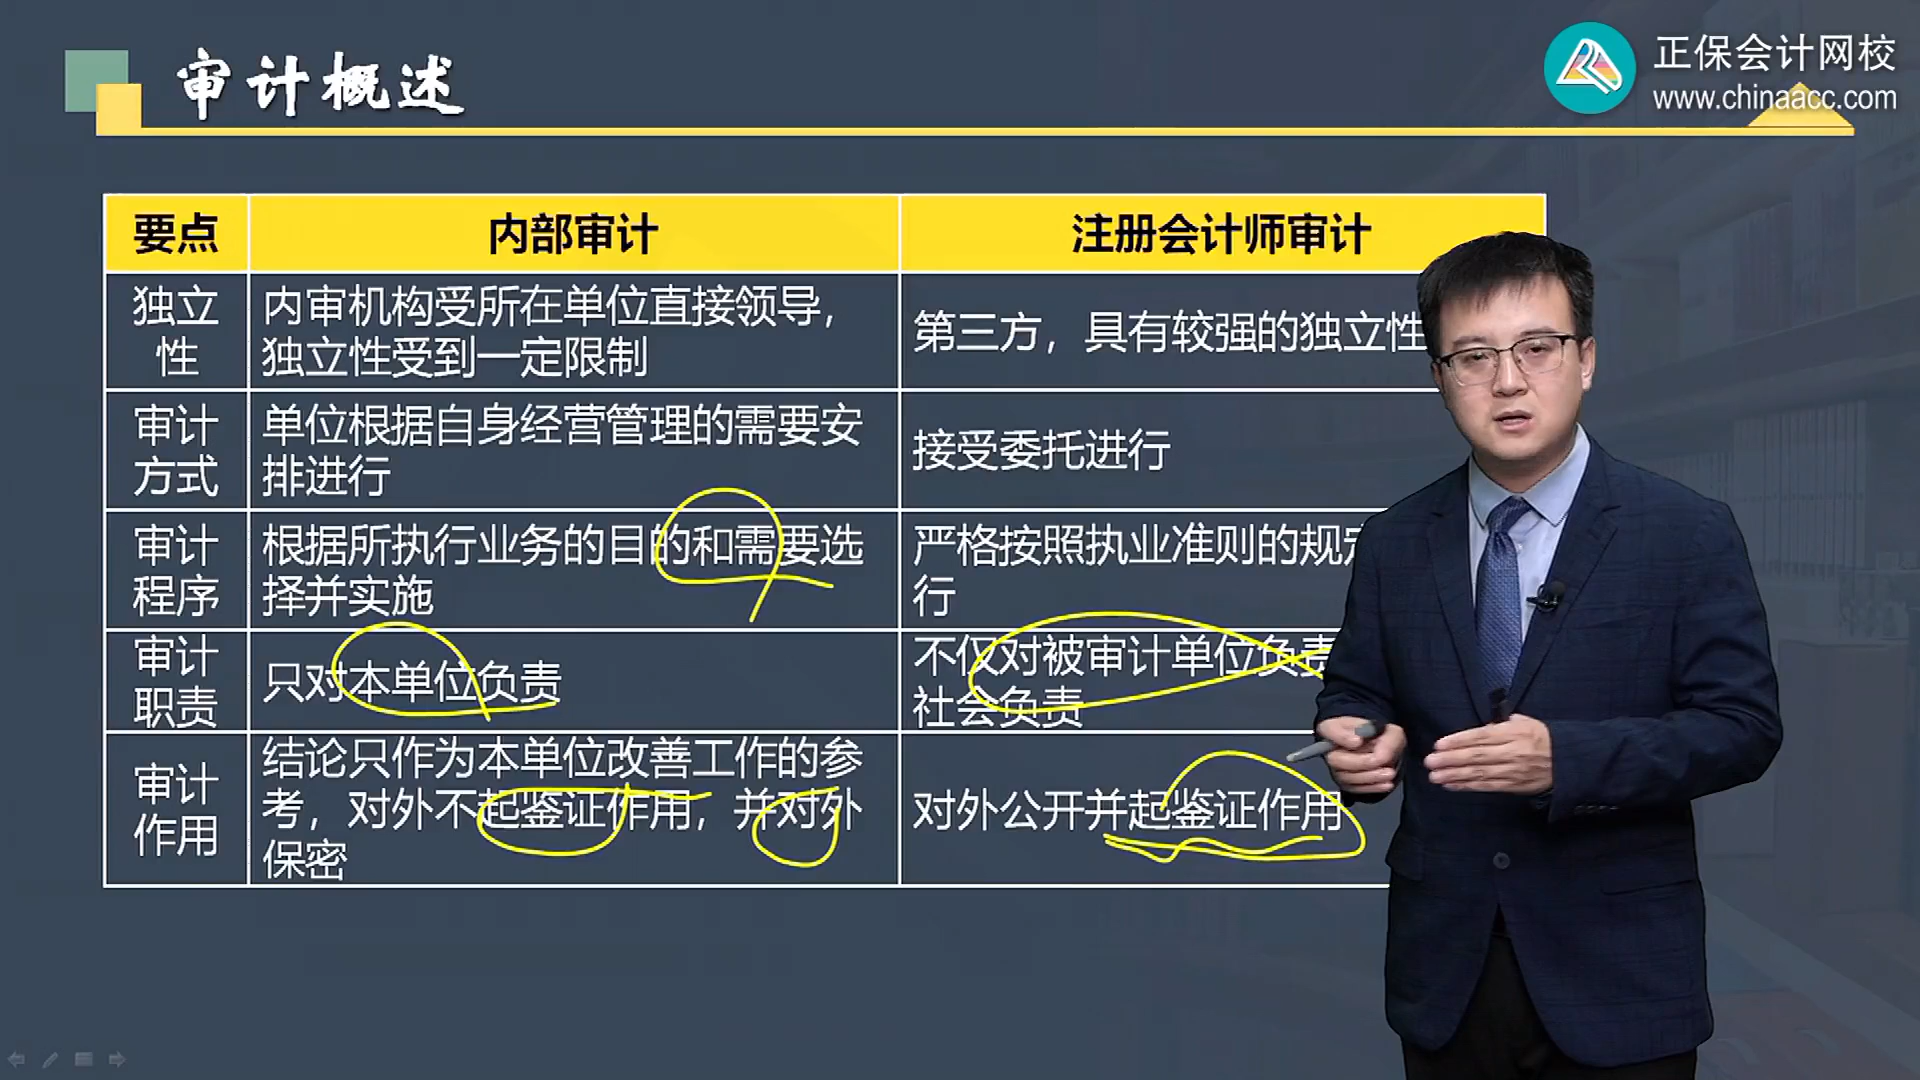 审计概述
正保会计网校
www.chinaacc.com
要点
内部审计
注册会计师审计
独立
性
内审机构受所在单位直接领导，
独立性受到一定限制
第三方，具有较强的独立性
审计
方式
单位根据自身经营管理的需要安
排进行
接受委托进行
审计
程序
根据所执行业务的目的和需要选
择并实施
严格按照执业准则的规定
行
审计
职责
只对本单位负责
不仅对被审计单位负责
社会负责
审计
作用
结论只作为本单位改善工作的参
考，对外不起鉴证作用，并对外
保密
对外公开并起鉴证作用